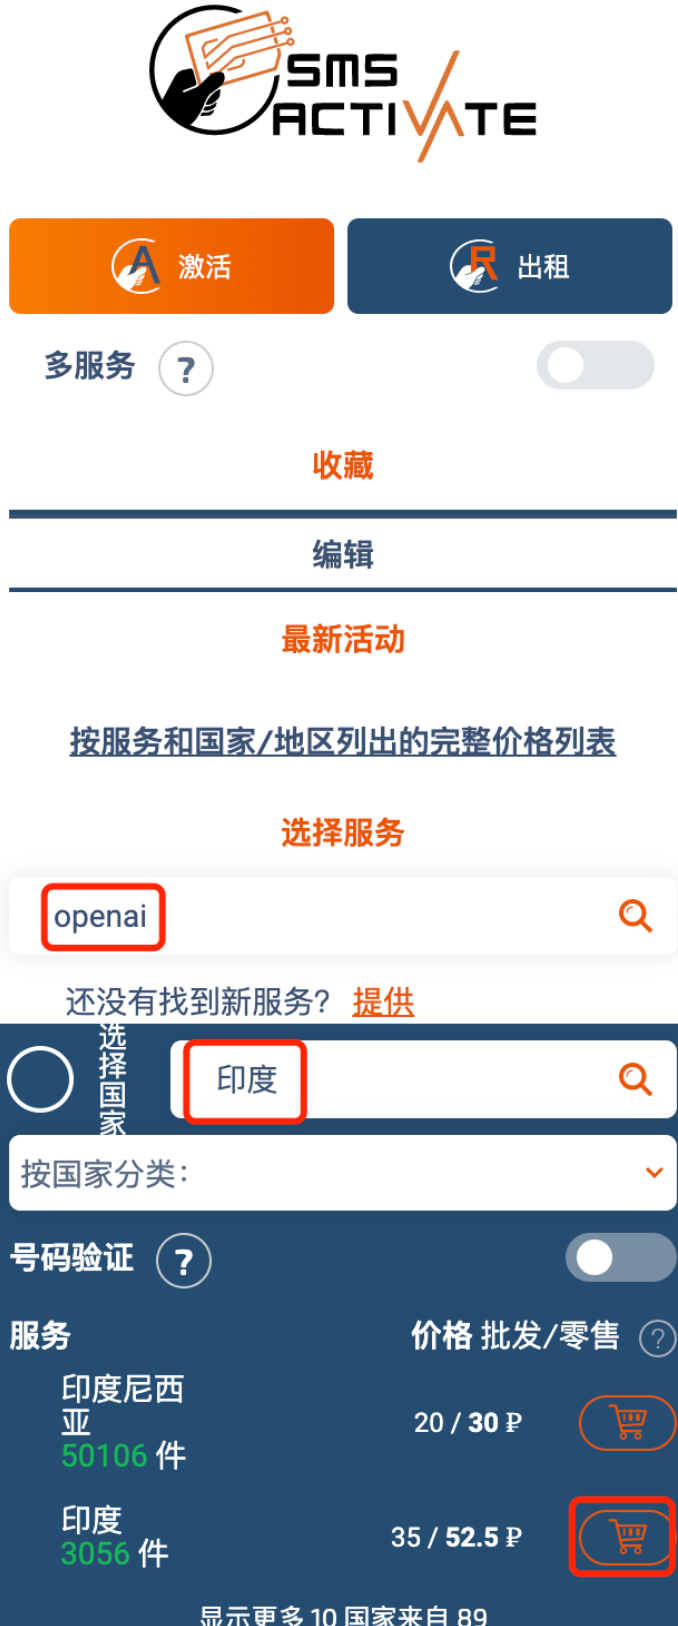 SMS
ACTIVATE
激活
出租
多服务 ?
收藏
编辑
最新活动
按服务和国家/地区列出的完整价格列表
选择服务
openai
还没有找到新服务? 提供
选择国家
印度
按国家分类:
号码验证 ?
服务 价格 批发/零售 ?
印度尼西
亚
50106 件
20 / 30 ₽
印度
3056 件
35 / 52.5 ₽
显示更多 10 国家来自 89